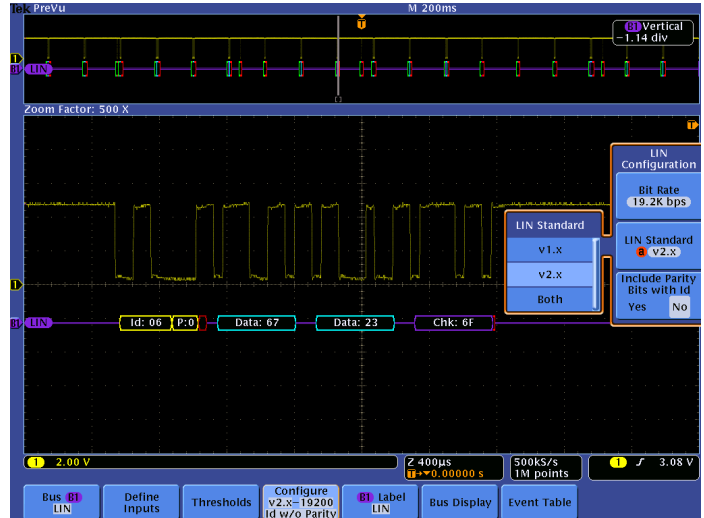 Tek PreVu
M 200ms
T
B1 Vertical
-1.14 div
1
B1 LIN
Zoom Factor: 500 X
T
LIN
Configuration
Bit Rate
19.2K bps
LIN Standard
a v2.x
Include Parity
Bits with Id
Yes No
LIN Standard
v1.x
v2.x
Both
1
B1 LIN
Id: 06
P:0
Data: 67
Data: 23
Chk: 6F
1 2.00 V
Z 400µs
T→▼0.00000 s
500kS/s
1M points
1 ∫ 3.08 V
Bus B1
LIN
Define
Inputs
Thresholds
Configure
v2.x-19200
Id w/o Parity
B1 Label
LIN
Bus Display
Event Table